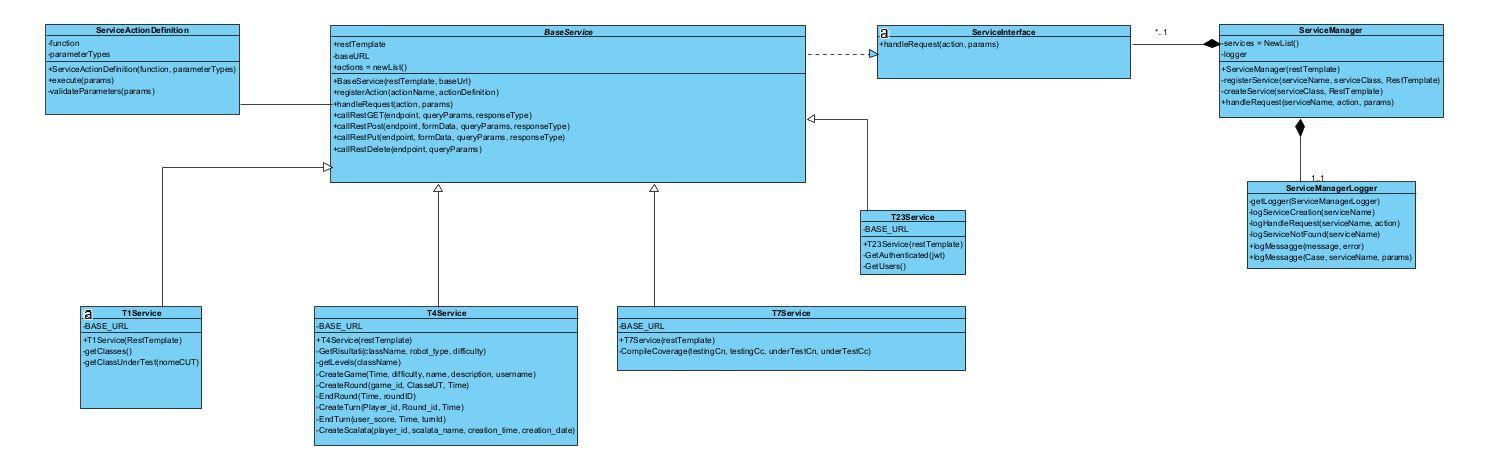 ServiceActionDefinition
-function
-parameterTypes
+ServiceActionDefinition(function, parameterTypes)
+execute(params)
-validateParameters(params)
BaseService
+restTemplate
-baseURL
+actions = newList()
+BaseService(restTemplate, baseUrl)
+registerAction(actionName, actionDefinition)
+handleRequest(action, params)
+callRestGET(endpoint, queryParams, responseType)
+callRestPost(endpoint, formData, queryParams, responseType)
+callRestPut(endpoint, formData, queryParams, responseType)
+callRestDelete(endpoint, queryParams)
a
ServiceInterface
+handleRequest(action, params)
*..1
ServiceManager
-services = NewList()
-logger
+ServiceManager(restTemplate)
-registerService(serviceName, serviceClass, RestTemplate)
-createService(serviceClass, RestTemplate)
+handleRequest(serviceName, action, params)
1..1
ServiceManagerLogger
-getLogger(ServiceManagerLogger)
-logServiceCreation(serviceName)
-logHandleRequest(serviceName, action)
-logServiceNotFound(serviceName)
+logMessagge(message, error)
+logMessagge(Case, serviceName, params)
T23Service
-BASE_URL
+T23Service(restTemplate)
-GetAuthenticated(jwt)
-GetUsers()
a
T1Service
-BASE_URL
+T1Service(RestTemplate)
-getClasses()
-getClassUnderTest(nomeCUT)
T4Service
-BASE_URL
+T4Service(restTemplate)
-GetRisultati(className, robot_type, difficulty)
-getLevels(className)
-CreateGame(Time, difficulty, name, description, username)
-CreateRound(game_id, ClasseUT, Time)
-EndRound(Time, roundID)
-CreateTurn(Player_id, Round_id, Time)
-EndTurn(user_score, Time, turnId)
-CreateScalata(player_id, scalata_name, creation_time, creation_date)
T7Service
-BASE_URL
+T7Service(restTemplate)
-CompileCoverage(testingCn, testingCc, underTestCn, underTestCc)